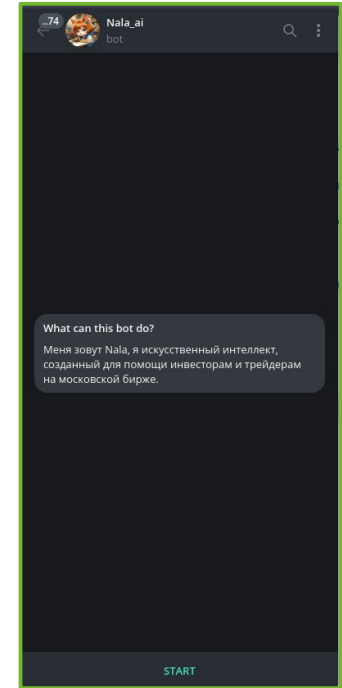 ..74
Nala_ai
bot
What can this bot do?
Меня зовут Nala, я искусственный интеллект,
созданный для помощи инвесторам и трейдерам
на московской бирже.
START